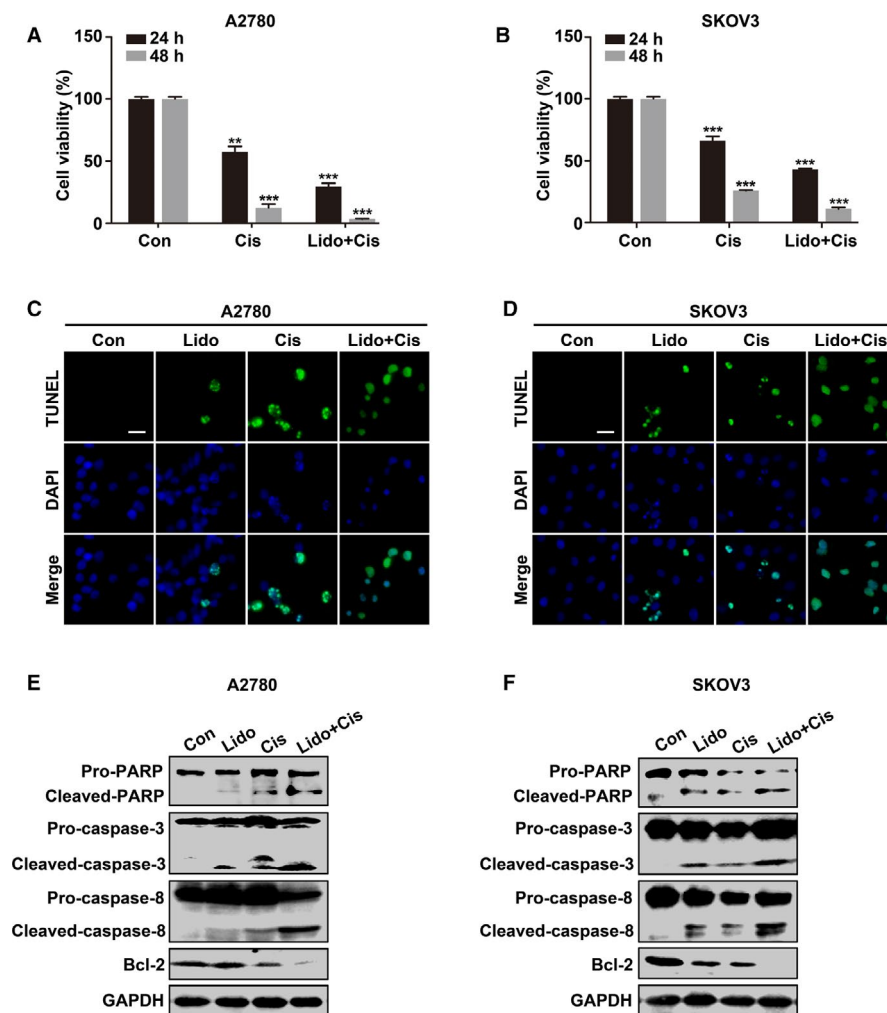 A
A2780
150
100
50
0
Cell viability (%)
24 h
48 h
**
***
***
***
Con
Cis
Lido+Cis
B
SKOV3
150
100
50
0
Cell viability (%)
24 h
48 h
***
***
***
***
Con
Cis
Lido+Cis
C
A2780
Con Lido Cis Lido+Cis
TUNEL
DAPI
Merge
D
SKOV3
Con Lido Cis Lido+Cis
TUNEL
DAPI
Merge
E
A2780
Con Lido Cis Lido+Cis
Pro-PARP
Cleaved-PARP
Pro-caspase-3
Cleaved-caspase-3
Pro-caspase-8
Cleaved-caspase-8
Bcl-2
GAPDH
F
SKOV3
Con Lido Cis Lido+Cis
Pro-PARP
Cleaved-PARP
Pro-caspase-3
Cleaved-caspase-3
Pro-caspase-8
Cleaved-caspase-8
Bcl-2
GAPDH